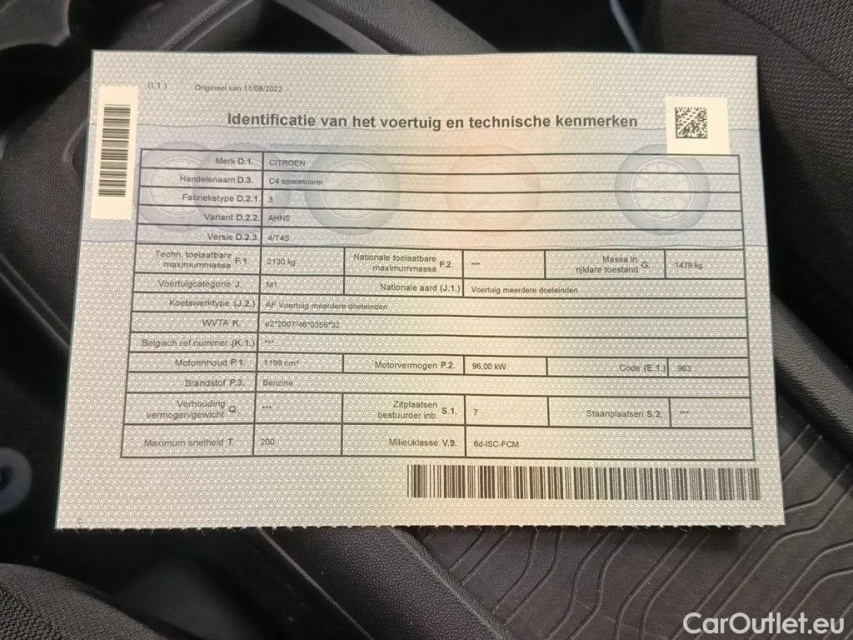 (I.1.) Origineel van 11/08/2022
Identificatie van het voertuig en technische kenmerken
Merk D.1. CITROEN
Handelsnaam D.3. C4 spacetourer
Fabriekstype D.2.1. 3
Variant D.2.2. AHNS
Versie D.2.3. 4/T4S
Techn. toelaatbare maximummassa F.1. 2130 kg Nationale toelaatbare maximummassa F.2. --- Massa in rijklare toestand G. 1479 kg
Voertuigcategorie J. M1 Nationale aard (J.1.) Voertuig meerdere doeleinden
Koetswerktype (J.2.) AF Voertuig meerdere doeleinden
WVTA K. e2*2007/46*0356*32
Belgisch ref.nummer (K.1.) ---
Motorinhoud P.1. 1199 cm³ Motorvermogen P.2. 96,00 kW Code (E.1.) 963
Brandstof P.3. Benzine
Verhouding vermogen/gewicht Q. --- Zitplaatsen bestuurder inb. S.1. 7 Staanplaatsen S.2. ---
Maximum snelheid T. 200 Milieuklasse V.9. 6d-ISC-FCM
CarOutlet.eu